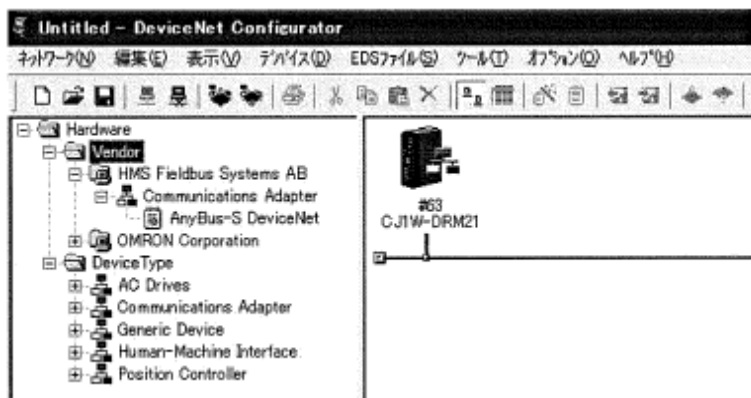 Untitled - DeviceNet Configurator
ネットワーク(N) 編集(E) 表示(V) デバイス(D) EDSファイル(S) ツール(T) オプション(O) ヘルプ(H)
Hardware
Vendor
HMS Fieldbus Systems AB
Communications Adapter
AnyBus-S DeviceNet
OMRON Corporation
DeviceType
AC Drives
Communications Adapter
Generic Device
Human-Machine Interface
Position Controller
#63
CJ1W-DRM21